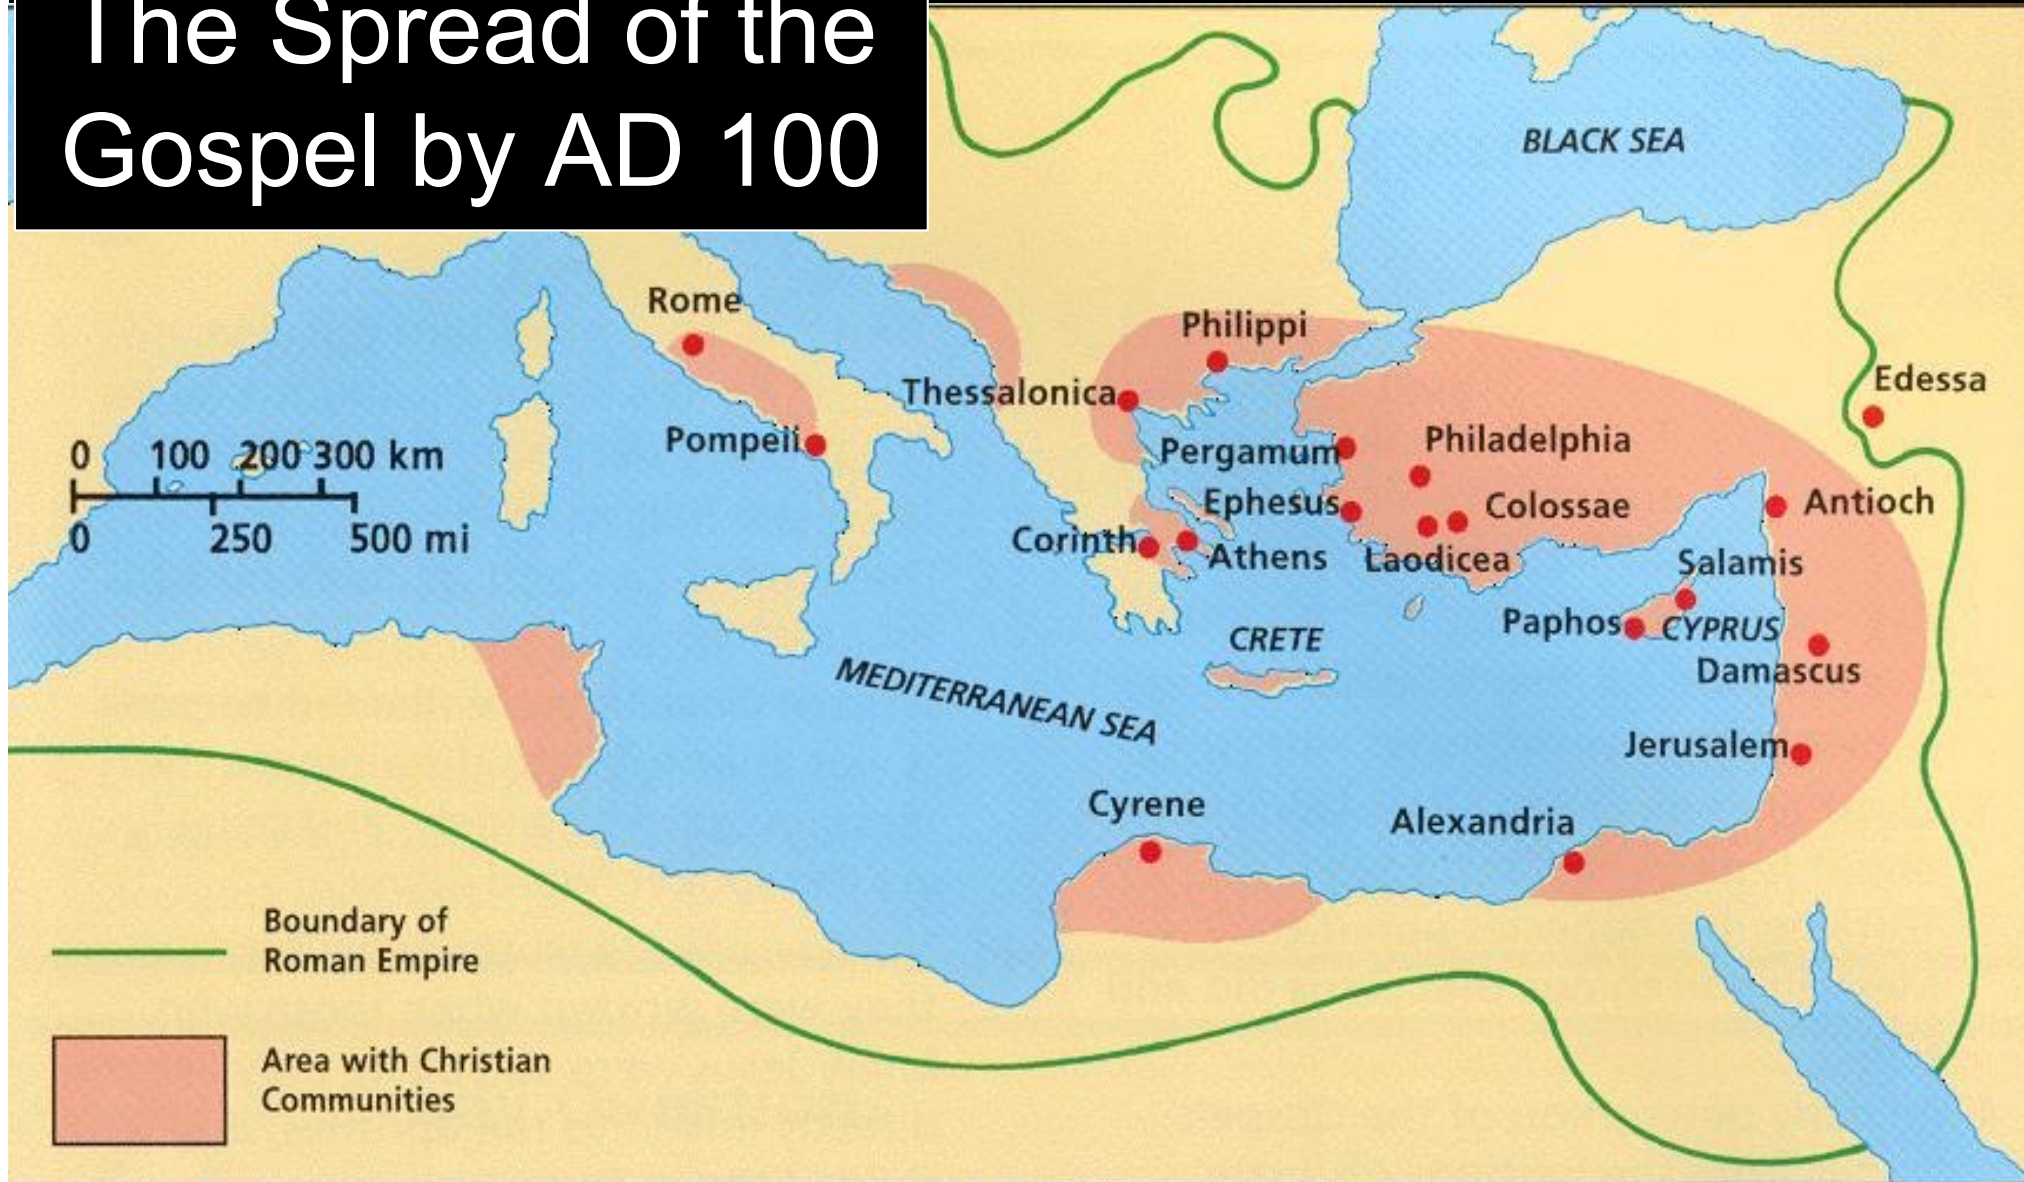 The Spread of the
Gospel by AD 100
BLACK SEA
Rome
Philippi
Edessa
Thessalonica
Pompeii
Pergamum
Philadelphia
0 100 200 300 km
0 250 500 mi
Ephesus
Colossae
Antioch
Corinth
Athens
Laodicea
Salamis
Paphos
CYPRUS
CRETE
Damascus
MEDITERRANEAN SEA
Jerusalem
Cyrene
Alexandria
Boundary of
Roman Empire
Area with Christian
Communities